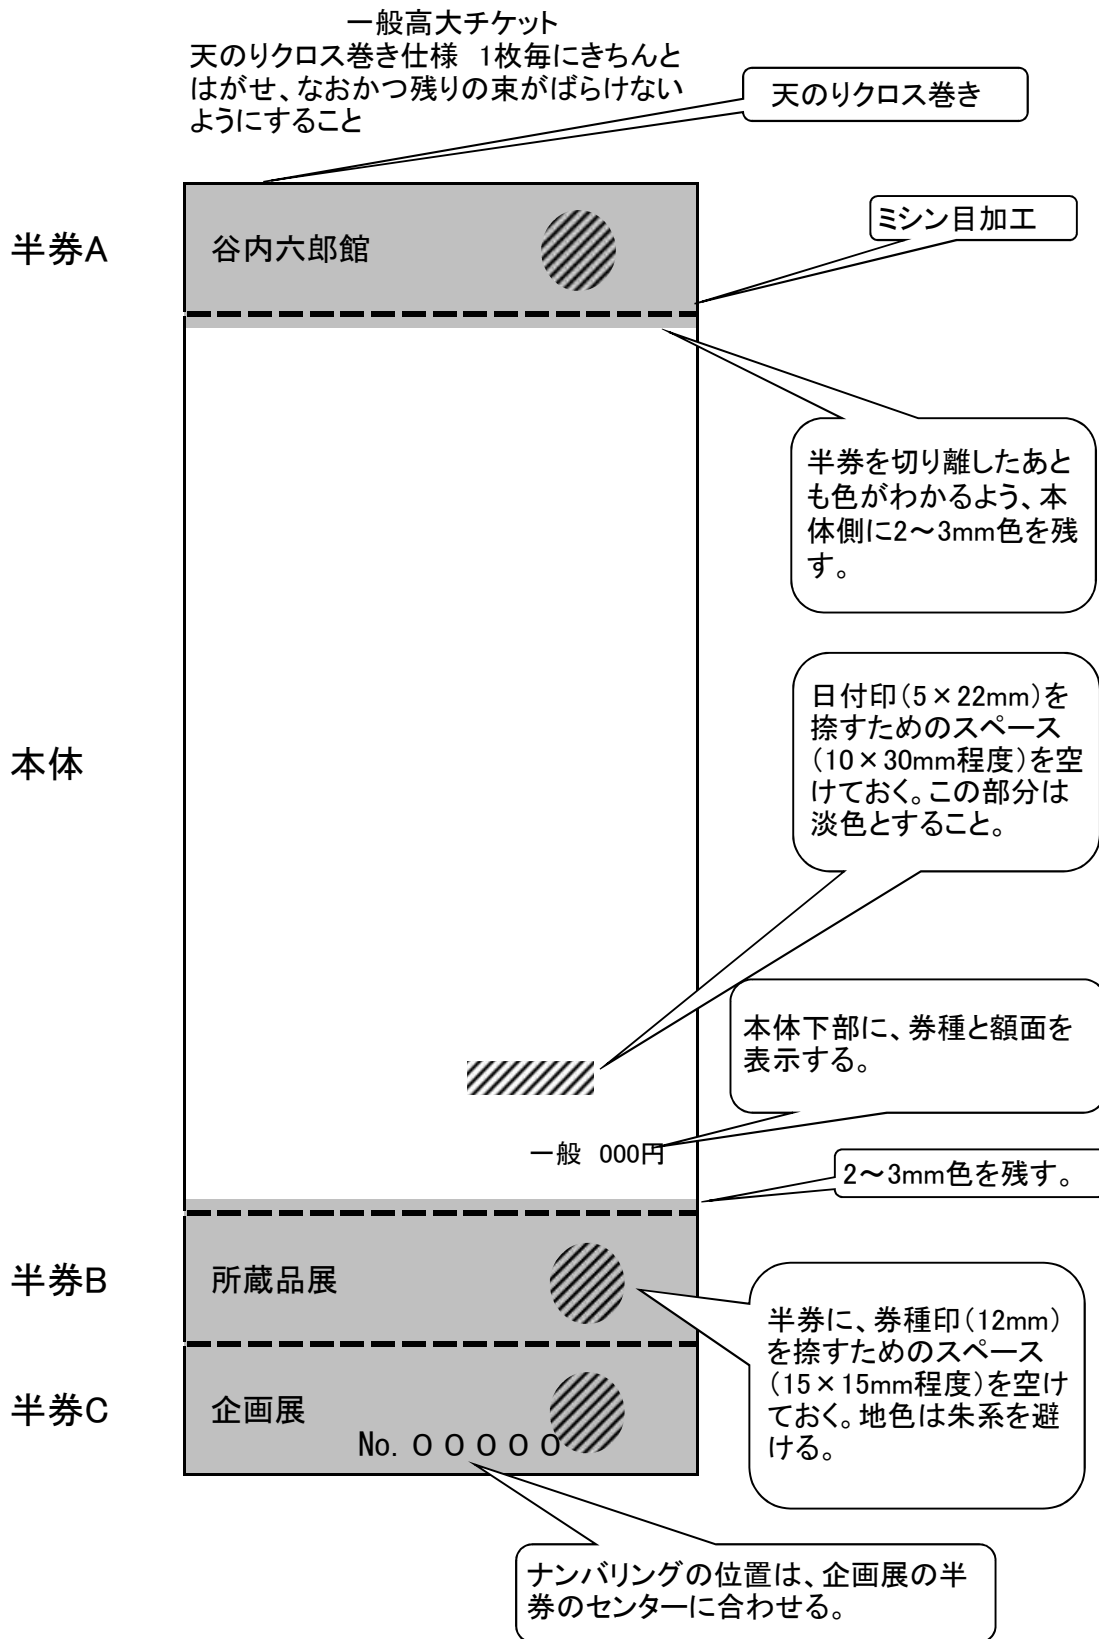 一般高大チケット
天のりクロス巻き仕様 1枚毎にきちんと
はがせ、なおかつ残りの束がばらけない
ようにすること
天のりクロス巻き
ミシン目加工
半券A
谷内六郎館
半券を切り離したあと
も色がわかるよう、本
体側に2～3mm色を残
す。
日付印(5×22mm)を
捺すためのスペース
(10×30mm程度)を空
けておく。この部分は
淡色とすること。
本体
本体下部に、券種と額面を
表示する。
一般 000円
2～3mm色を残す。
半券B
所蔵品展
半券に、券種印(12mm)
を捺すためのスペース
(15×15mm程度)を空け
ておく。地色は朱系を避
ける。
半券C
企画展
No. ０００００
ナンバリングの位置は、企画展の半
券のセンターに合わせる。